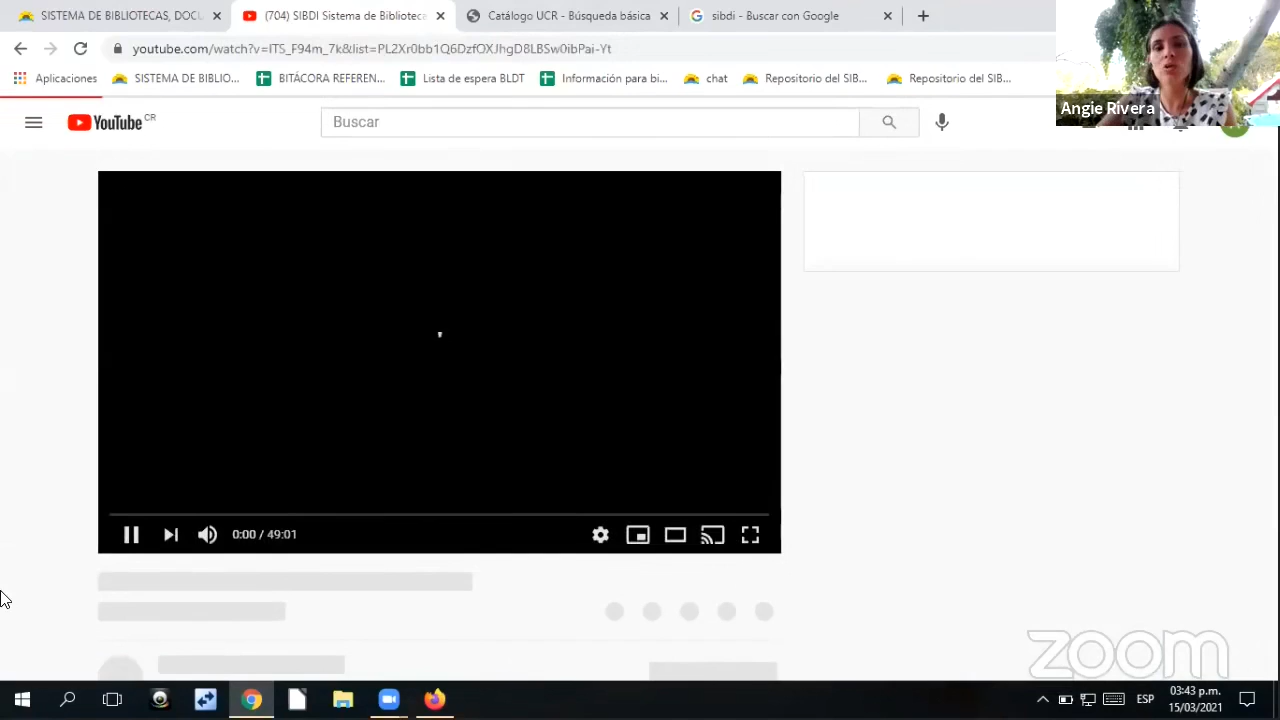 SISTEMA DE BIBLIOTECAS, DOCU
(704) SIBDI Sistema de Biblioteca
Catálogo UCR - Búsqueda básica
sibdi - Buscar con Google
youtube.com/watch?v=ITS_F94m_7k&list=PL2Xr0bb1Q6DzfOXJhgD8LBSw0ibPai-Yt
Aplicaciones
SISTEMA DE BIBLIO...
BITÁCORA REFEREN...
Lista de espera BLDT
Información para bi...
chat
Repositorio del SIB...
Repositorio del SIB...
Angie Rivera
YouTube CR
Buscar
0:00 / 49:01
zoom
ESP
03:43 p.m.
15/03/2021